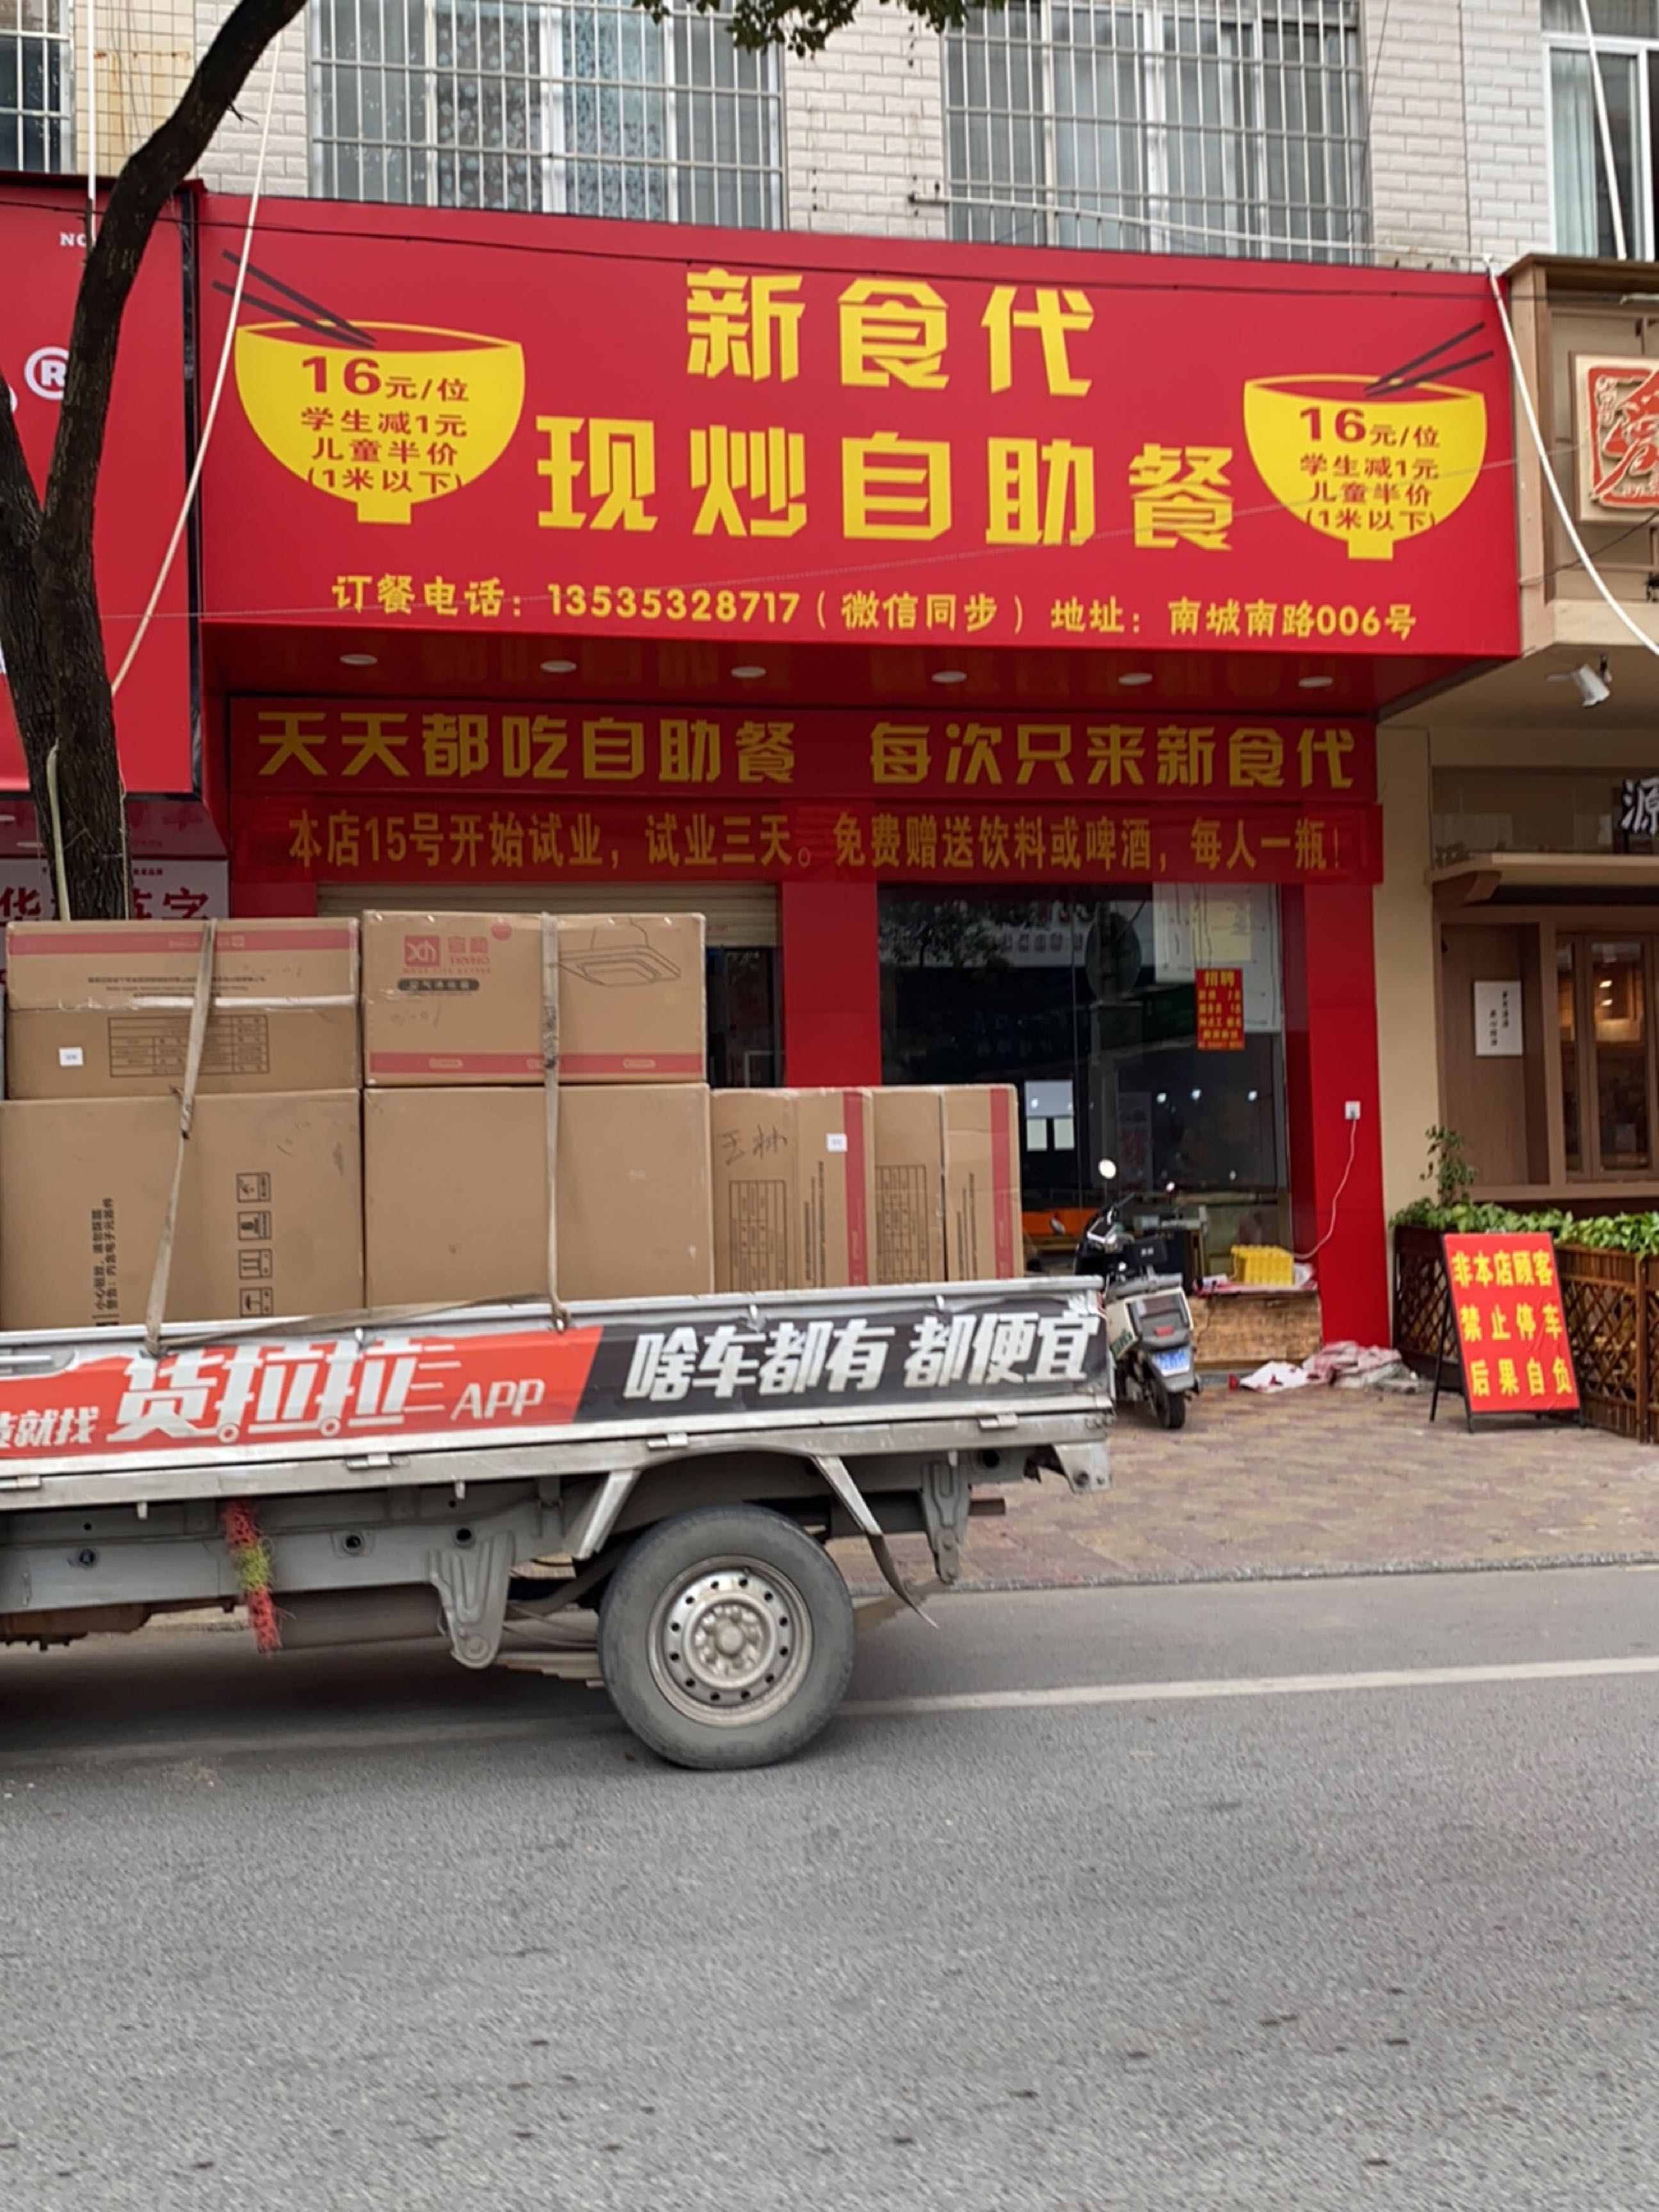 NO
®
16元/位
学生减1元
儿童半价
(1米以下)
新食代
现炒自助餐
16元/位
学生减1元
儿童半价
(1米以下)
订餐电话：13535328717（微信同步）地址：南城南路006号
天天都吃自助餐 每次只来新食代
本店15号开始试业，试业三天。免费赠送饮料或啤酒，每人一瓶！
源
招聘
玉林
非本店顾客
禁止停车
后果自负
就找 货拉拉 APP 啥车都有 都便宜